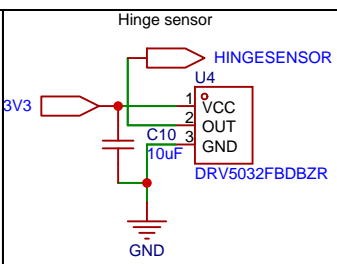 Hinge sensor
HINGESENSOR
U4
3V3
1
VCC
2
OUT
3
GND
C10
10uF
DRV5032FBDBZR
GND